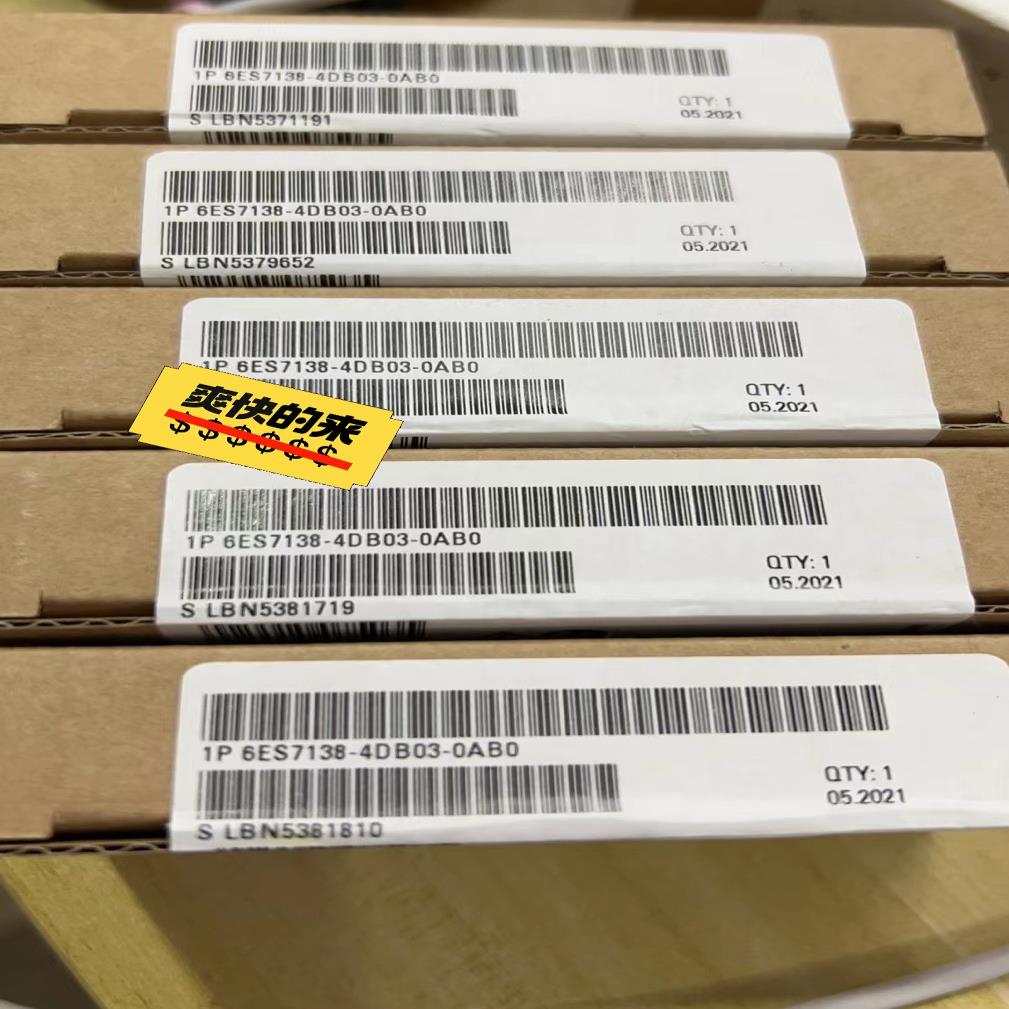 1P 6ES7138-4DB03-0AB0
QTY: 1
S LBN5371191
05.2021
1P 6ES7138-4DB03-0AB0
QTY: 1
05.2021
S LBN5379652
1P 6ES7138-4DB03-0AB0
QTY: 1
05.2021
爽快的来
$$$$$$
1P 6ES7138-4DB03-0AB0
QTY: 1
05.2021
S LBN5381719
1P 6ES7138-4DB03-0AB0
QTY: 1
05.2021
S LBN5381810